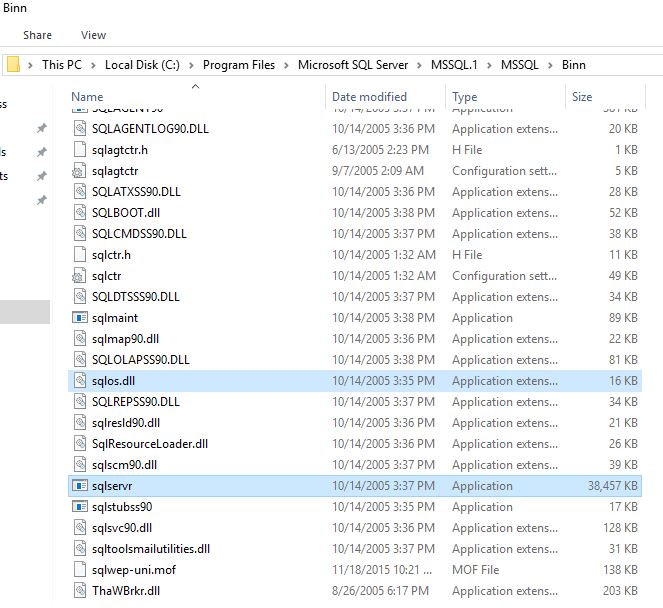 Binn
Share View
This PC > Local Disk (C:) > Program Files > Microsoft SQL Server > MSSQL.1 > MSSQL > Binn
ss
ls
ts
Name Date modified Type Size
SQLAGENT90 10/14/2005 3:37 PM Application 381 KB
SQLAGENTLOG90.DLL 10/14/2005 3:36 PM Application extens... 20 KB
sqlagtctr.h 6/13/2005 2:23 PM H File 1 KB
sqlagtctr 9/7/2005 2:09 AM Configuration sett... 5 KB
SQLATXSS90.DLL 10/14/2005 3:36 PM Application extens... 28 KB
SQLBOOT.dll 10/14/2005 3:38 PM Application extens... 52 KB
SQLCMDSS90.DLL 10/14/2005 3:37 PM Application extens... 38 KB
sqlctr.h 10/14/2005 1:32 AM H File 11 KB
sqlctr 10/14/2005 1:32 AM Configuration sett... 49 KB
SQLDTSSS90.DLL 10/14/2005 3:37 PM Application extens... 34 KB
sqlmaint 10/14/2005 3:38 PM Application 89 KB
sqlmap90.dll 10/14/2005 3:36 PM Application extens... 22 KB
SQLOLAPSS90.DLL 10/14/2005 3:38 PM Application extens... 81 KB
sqlos.dll 10/14/2005 3:35 PM Application extens... 16 KB
SQLREPSS90.DLL 10/14/2005 3:37 PM Application extens... 34 KB
sqlresld90.dll 10/14/2005 3:36 PM Application extens... 21 KB
SqlResourceLoader.dll 10/14/2005 3:36 PM Application extens... 26 KB
sqlscm90.dll 10/14/2005 3:37 PM Application extens... 39 KB
sqlservr 10/14/2005 3:37 PM Application 38,457 KB
sqlstubss90 10/14/2005 3:35 PM Application 17 KB
sqlsvc90.dll 10/14/2005 3:36 PM Application extens... 128 KB
sqltoolsmailutilities.dll 10/14/2005 3:37 PM Application extens... 31 KB
sqlwep-uni.mof 11/18/2015 10:21 ... MOF File 138 KB
ThaWBrkr.dll 8/26/2005 6:17 PM Application extens... 203 KB